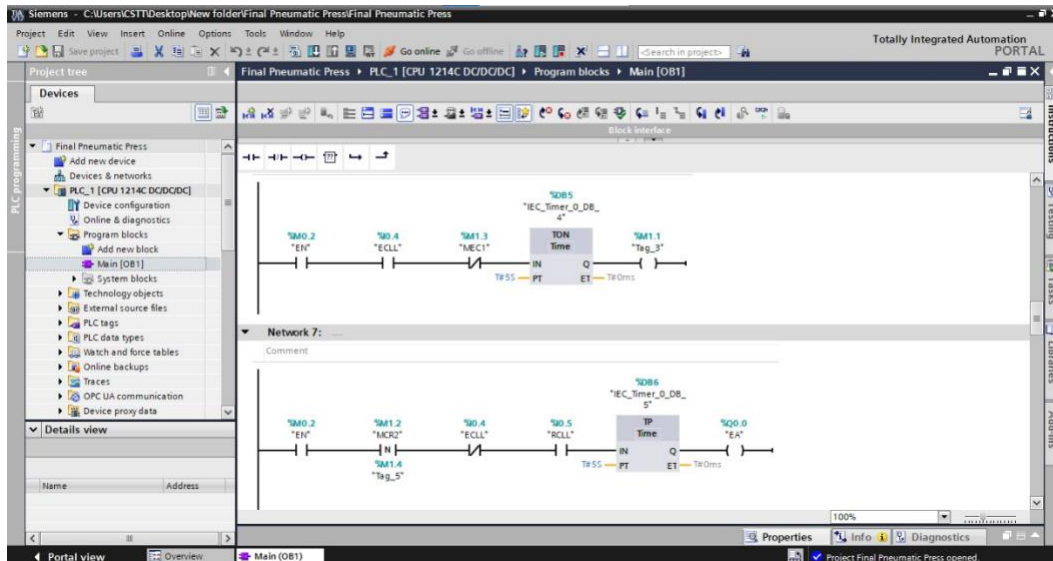 Siemens - C:\Users\CSTT\Desktop\New folder\Final Pneumatic Press\Final Pneumatic Press
Project Edit View Insert Online Options Tools Window Help
Totally Integrated Automation
PORTAL
Save project
Go online
Go offline
<Search in project>
Project tree
Final Pneumatic Press ▸ PLC_1 [CPU 1214C DC/DC/DC] ▸ Program blocks ▸ Main [OB1]
Devices
Block interface
PLC programming
Final Pneumatic Press
Add new device
Devices & networks
PLC_1 [CPU 1214C DC/DC/DC]
Device configuration
Online & diagnostics
Program blocks
Add new block
Main [OB1]
System blocks
Technology objects
External source files
PLC tags
PLC data types
Watch and force tables
Online backups
Traces
OPC UA communication
Device proxy data
Details view
Name Address
%DB5
"IEC_Timer_0_DB_
4"
%M0.2 %I0.4 %M1.3 TON %M1.1
"EN" "ECLL" "MEC1" Time "Tag_3"
IN Q
T#5S PT ET T#0ms
Network 7:
Comment
%DB6
"IEC_Timer_0_DB_
5"
%M0.2 %M1.2 %I0.4 %I0.5 TP %Q0.0
"EN" "MCR2" "ECLL" "RCLL" Time "EA"
N
IN Q
%M1.4
T#5S PT ET T#0ms
"Tag_5"
100%
Properties Info Diagnostics
Portal view Overview Main (OB1)
Project Final Pneumatic Press opened.
Instructions
Testing
Tasks
Libraries
Add-ins